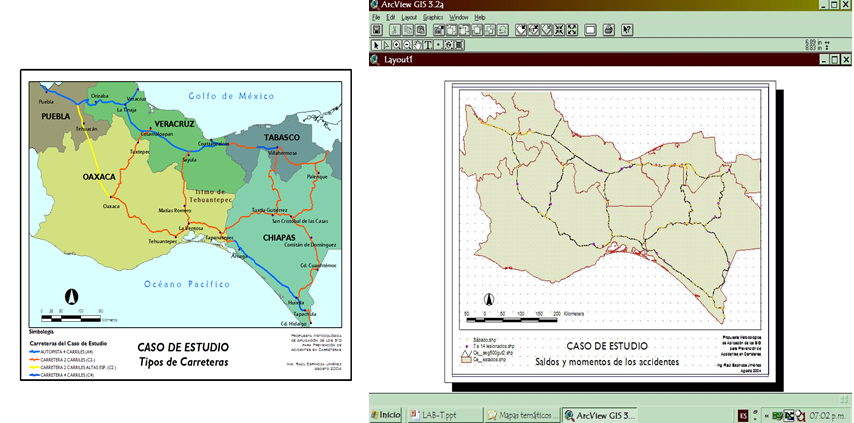 Golfo de México
Puebla
Orizaba
Veracruz
La Tinaja
PUEBLA
VERACRUZ
Tehuacán
TABASCO
Villahermosa
Tuxtepec
Sayula
Palenque
OAXACA
Istmo de
Tehuantepec
Oaxaca
Matías Romero
Tuxtla Gutiérrez
San Cristobal de las Casas
La Ventosa
Tehuantepec
Tapanatepec
CHIAPAS
Comitán de Domínguez
Arriaga
Cd. Cuauhtémoc
Océano Pacífico
Huixtla
Tapachula
Cd. Hidalgo
Simbología
Carreteras del Caso de Estudio
AUTOPISTA 4 CARRILES (A4)
CARRETERA 2 CARRILES (C2)
CARRETERA 2 CARRILES ALTAS ESP. (C2)
CARRETERA 4 CARRILES (C4)
CASO DE ESTUDIO
Tipos de Carreteras
PROPUESTA METODOLÓGICA
DE APLICACIÓN DE LOS SIG
PARA PREVENCIÓN DE
ACCIDENTES EN CARRETERAS
ING. RAÚL ESPINOSA JIMÉNEZ
AGOSTO 2004
ArcView GIS 3.2a
File Edit Layout Graphics Window Help
Layout1
50 0 50 100 150 200 Kilometers
Sábado.shp
7 a 14 lesionados.shp
Ce_estados.shp
CASO DE ESTUDIO
Saldos y momentos de los accidentes
Propuesta Metodológica
de Aplicación de los SIG
para Prevención de
Accidentes en Carreteras
Ing. Raúl Espinosa Jiménez
Agosto 2004
Inicio
LAB-T.ppt
Mapas temáticos ...
ArcView GIS 3...
ES
07:02 p.m.